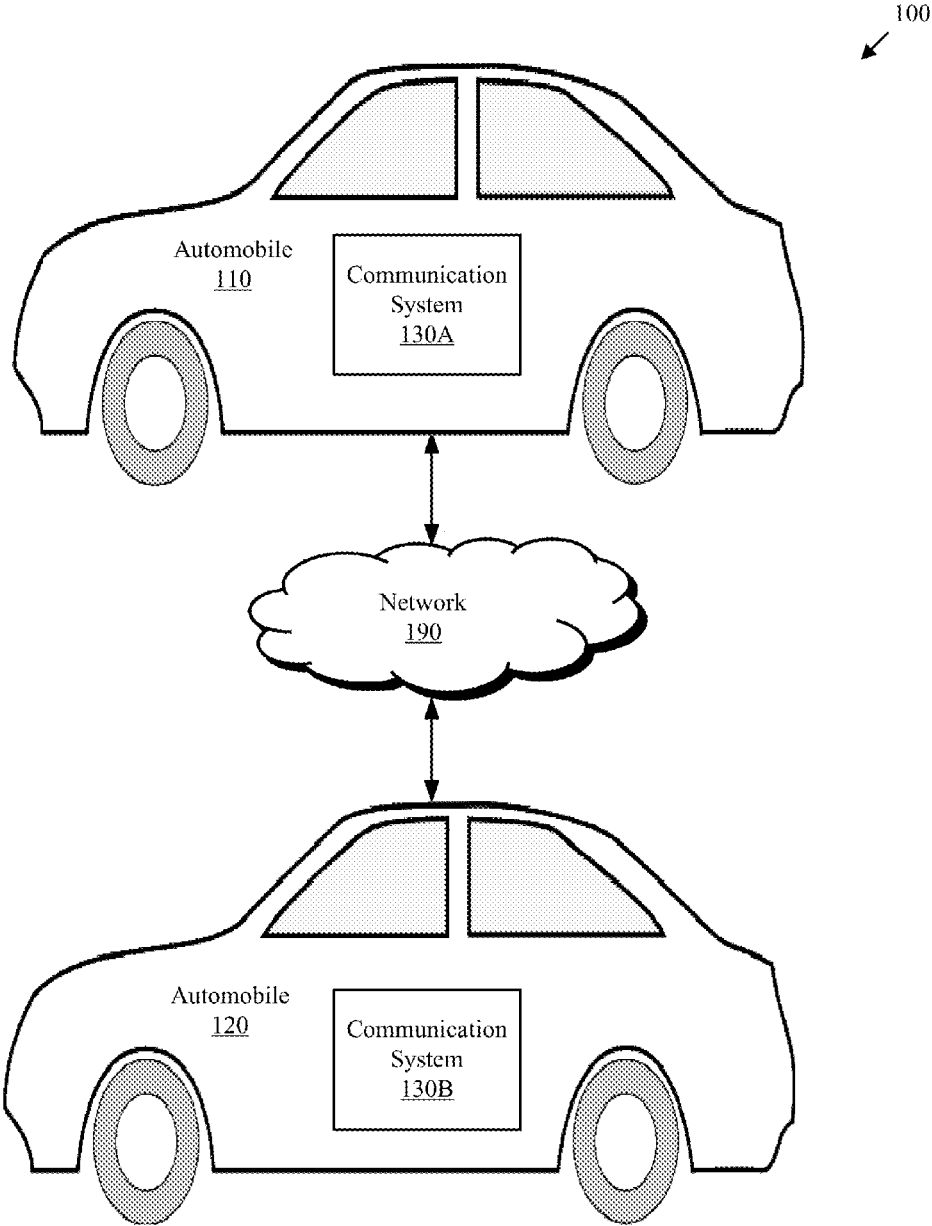 100
Automobile
110
Communication
System
130A
Network
190
Automobile
120
Communication
System
130B